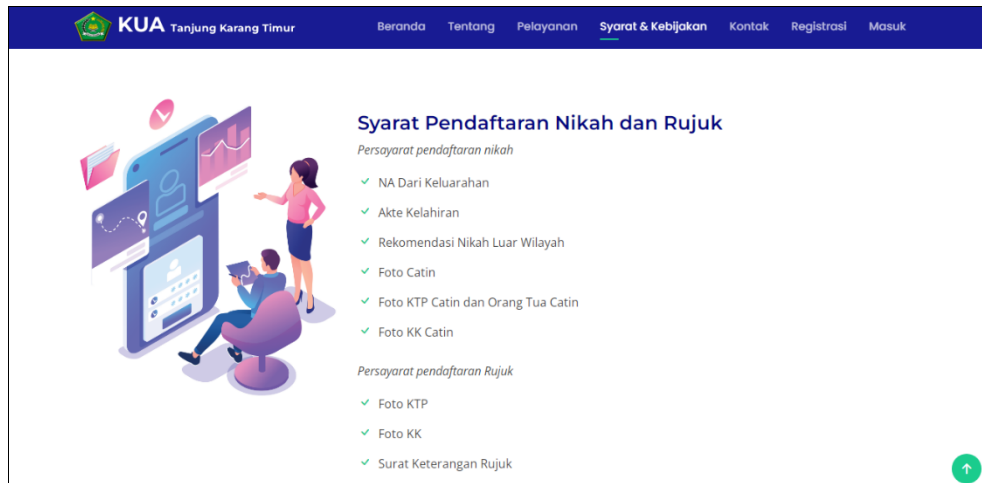 KUA Tanjung Karang Timur
Beranda Tentang Pelayanan Syarat & Kebijakan Kontak Registrasi Masuk
Syarat Pendaftaran Nikah dan Rujuk
Persayarat pendaftaran nikah
NA Dari Keluarahan
Akte Kelahiran
Rekomendasi Nikah Luar Wilayah
Foto Catin
Foto KTP Catin dan Orang Tua Catin
Foto KK Catin
Persayarat pendaftaran Rujuk
Foto KTP
Foto KK
Surat Keterangan Rujuk